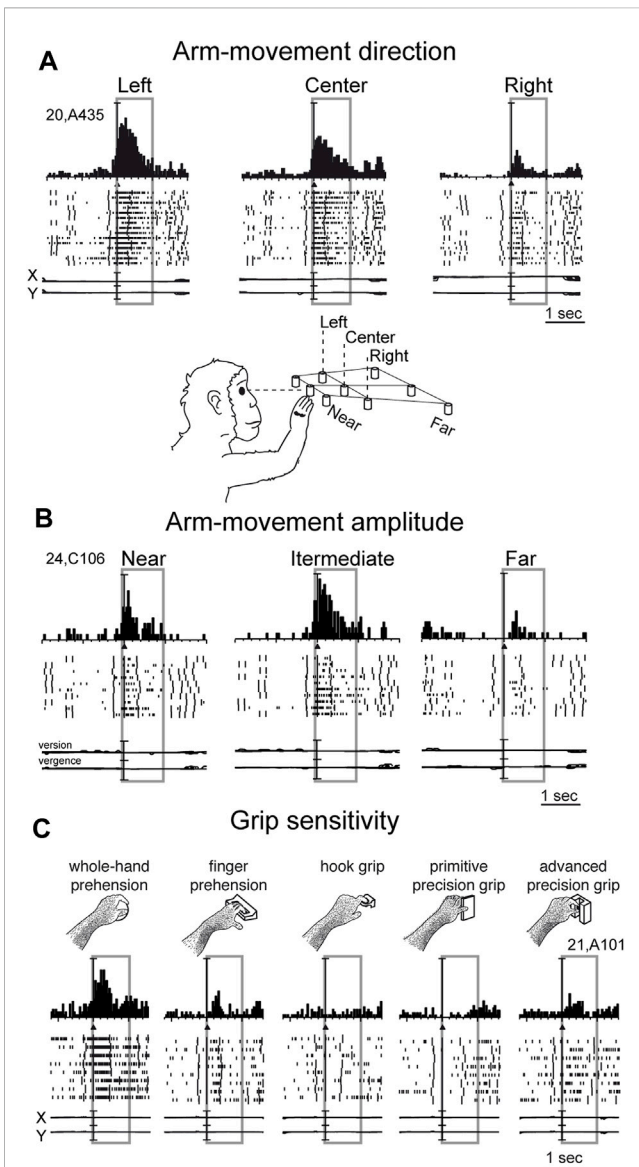 A
Arm-movement direction
Left Center Right
20,A435
X
Y
1 sec
Left
Center
Right
Near
Far
B
Arm-movement amplitude
24,C106 Near Itermediate Far
version
vergence
1 sec
C
Grip sensitivity
whole-hand prehension
finger prehension
hook grip
primitive precision grip
advanced precision grip
21,A101
X
Y
1 sec